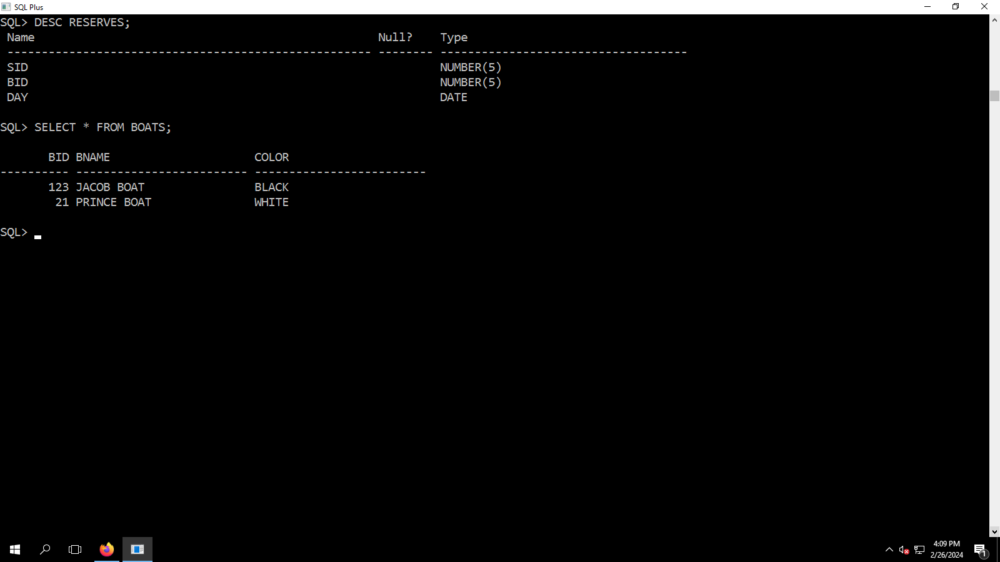 SQL Plus
SQL> DESC RESERVES;
Name Null? Type
----------------------------------------------------- -------- ------------------------------------
SID NUMBER(5)
BID NUMBER(5)
DAY DATE
SQL> SELECT * FROM BOATS;
BID BNAME COLOR
---------- ------------------------- -------------------------
123 JACOB BOAT BLACK
21 PRINCE BOAT WHITE
SQL>
4:09 PM
2/26/2024
1